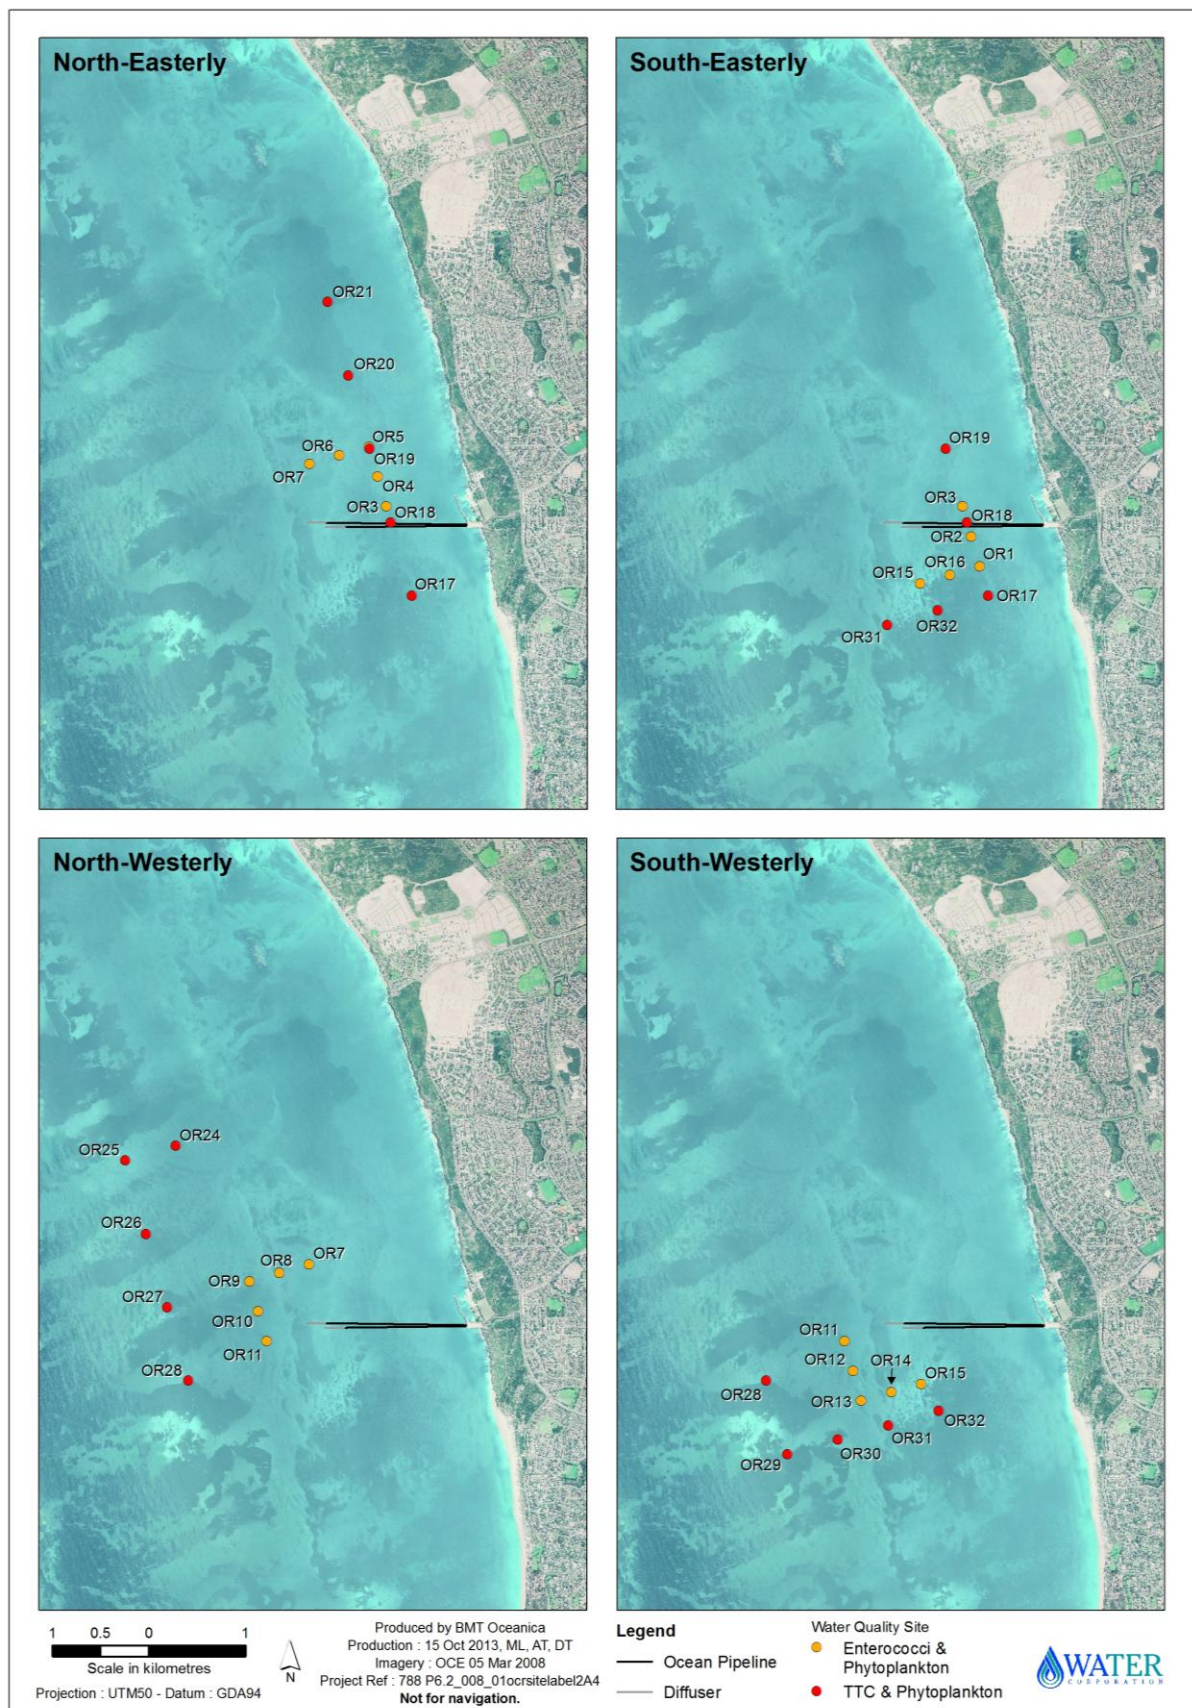 North-Easterly
OR21
OR20
OR5
OR6
OR19
OR7
OR4
OR3
OR18
OR17
South-Easterly
OR19
OR3
OR18
OR2
OR1
OR16
OR15
OR17
OR32
OR31
North-Westerly
OR24
OR25
OR26
OR7
OR8
OR9
OR27
OR10
OR11
OR28
South-Westerly
OR11
OR14
OR12
OR15
OR28
OR13
OR32
OR31
OR30
OR29
1 0.5 0 1
Scale in kilometres
Projection : UTM50 - Datum : GDA94
N
Produced by BMT Oceanica
Production : 15 Oct 2013, ML, AT, DT
Imagery : OCE 05 Mar 2008
Project Ref : 788 P6.2_008_01ocrsitelabel2A4
Not for navigation.
Legend
Ocean Pipeline
Diffuser
Water Quality Site
Enterococci &
Phytoplankton
TTC & Phytoplankton
WATER
CORPORATION